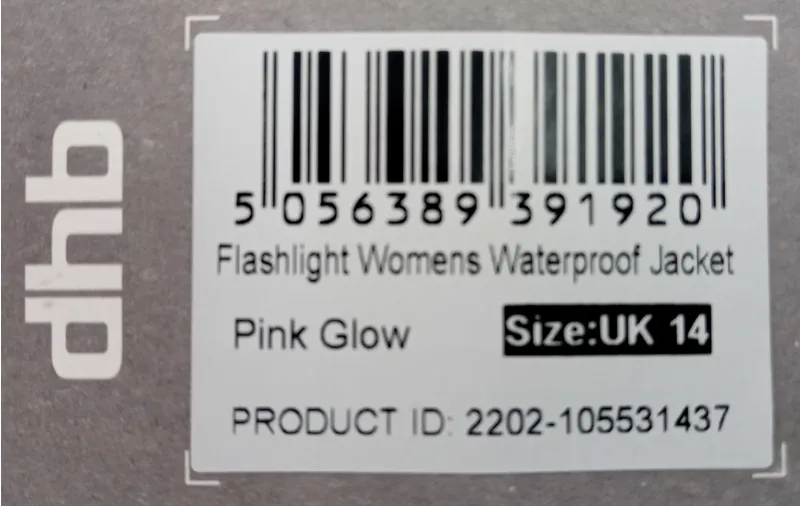 dhb
5 056389 391920
Flashlight Womens Waterproof Jacket
Pink Glow Size:UK 14
PRODUCT ID: 2202-105531437